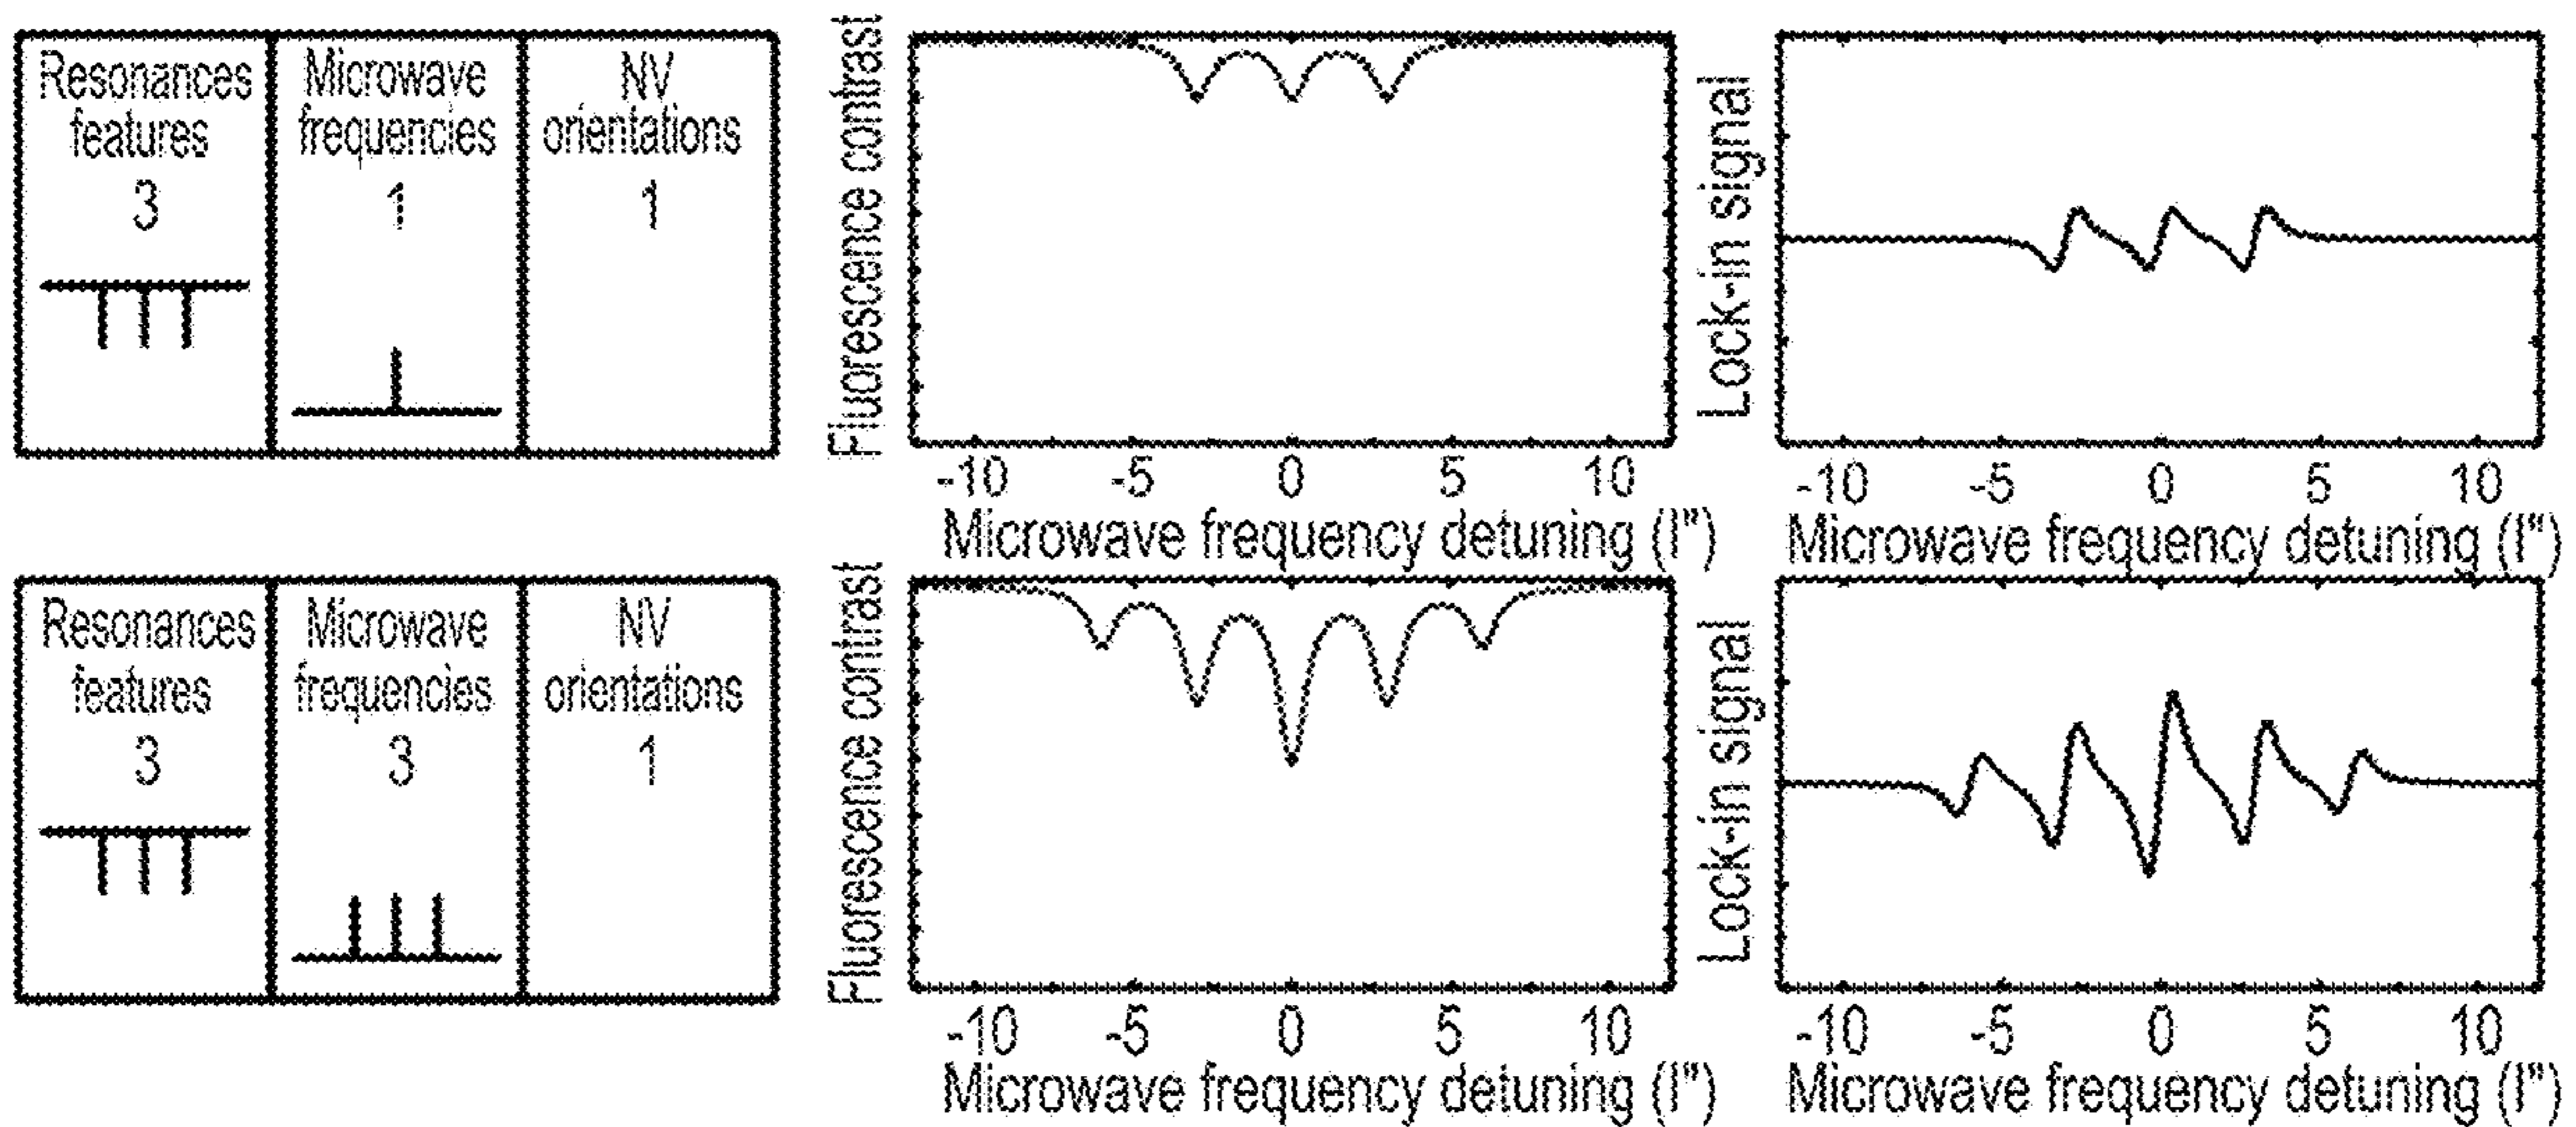 Resonances
features
3
Microwave
frequencies
1
NV
orientations
1
Fluorescence contrast
-10 -5 0 5 10
Microwave frequency detuning (Γ)
Lock-in signal
-10 -5 0 5 10
Microwave frequency detuning (Γ)
Resonances
features
3
Microwave
frequencies
3
NV
orientations
1
Fluorescence contrast
-10 -5 0 5 10
Microwave frequency detuning (Γ)
Lock-in signal
-10 -5 0 5 10
Microwave frequency detuning (Γ)